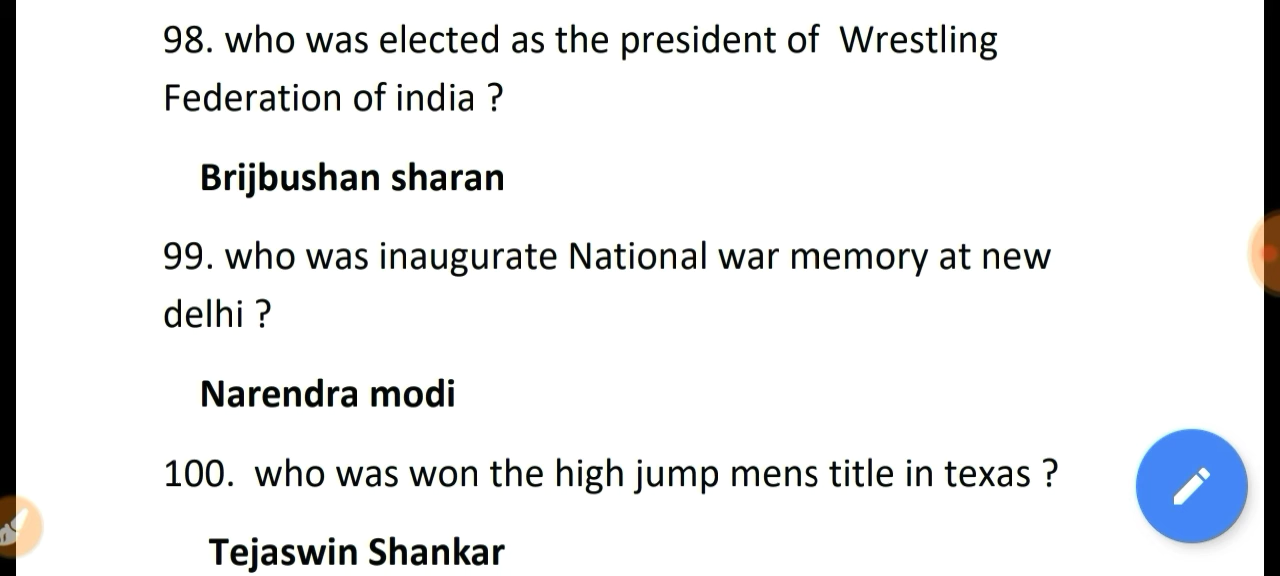 98. who was elected as the president of  Wrestling
Federation of india ?
Brijbushan sharan
99. who was inaugurate National war memory at new
delhi ?
Narendra modi
100.  who was won the high jump mens title in texas ?
Tejaswin Shankar